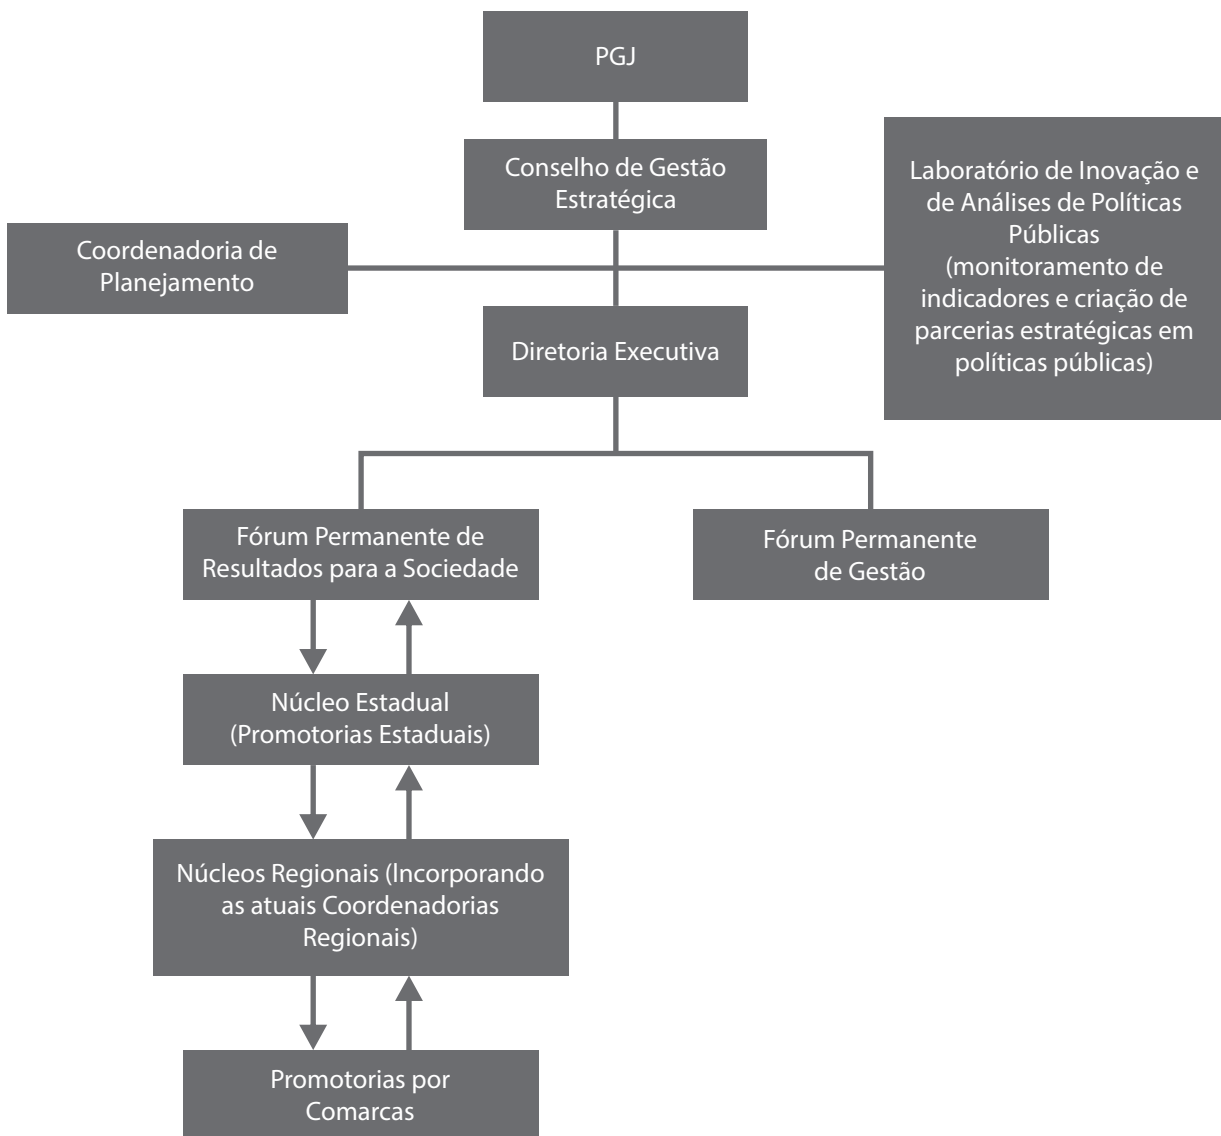 PGJ
Conselho de Gestão
Estratégica
Laboratório de Inovação e
de Análises de Políticas
Públicas
(monitoramento de
indicadores e criação de
parcerias estratégicas em
políticas públicas)
Coordenadoria de
Planejamento
Diretoria Executiva
Fórum Permanente de
Resultados para a Sociedade
Fórum Permanente
de Gestão
Núcleo Estadual
(Promotorias Estaduais)
Núcleos Regionais (Incorporando
as atuais Coordenadorias
Regionais)
Promotorias por
Comarcas